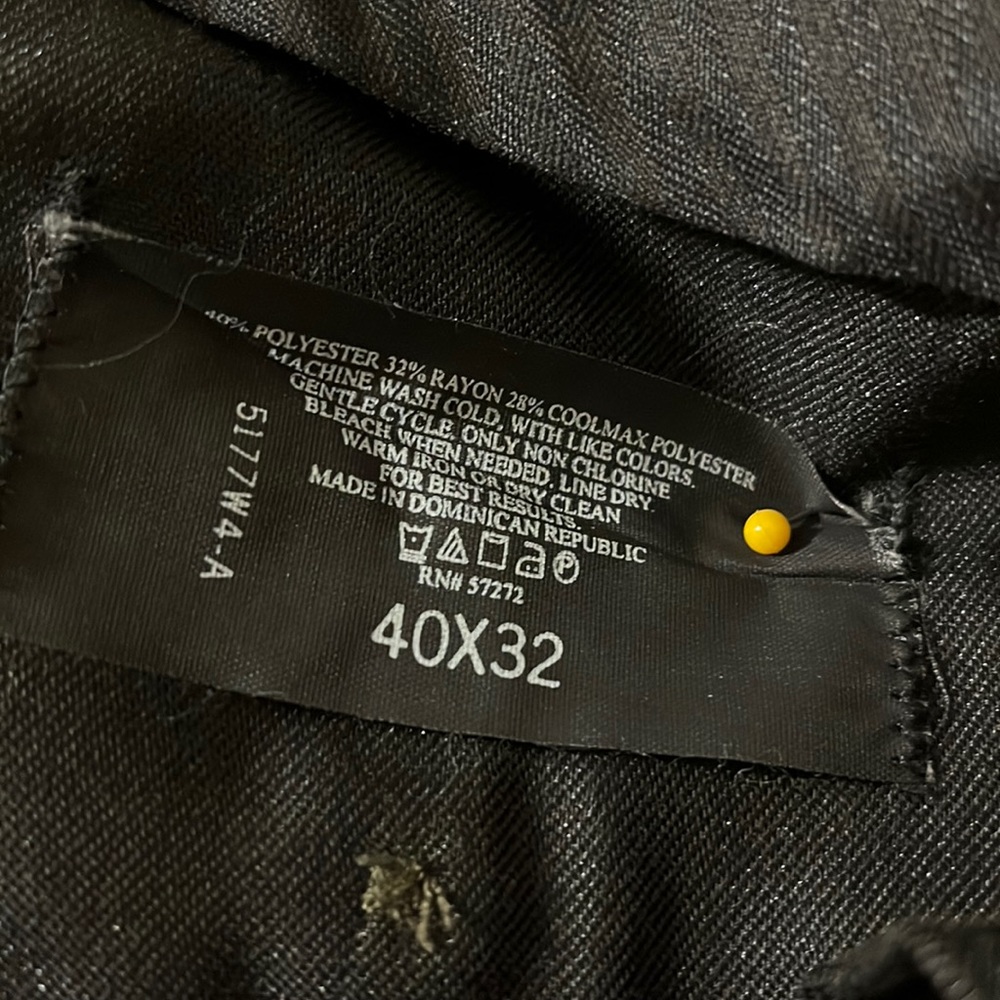 40% POLYESTER 32% RAYON 28% COOLMAX POLYESTER
MACHINE WASH COLD, WITH LIKE COLORS.
GENTLE CYCLE. ONLY NON CHLORINE
BLEACH WHEN NEEDED. LINE DRY.
WARM IRON OR DRY CLEAN
FOR BEST RESULTS.
MADE IN DOMINICAN REPUBLIC
RN# 57272
40X32
5177W4-A